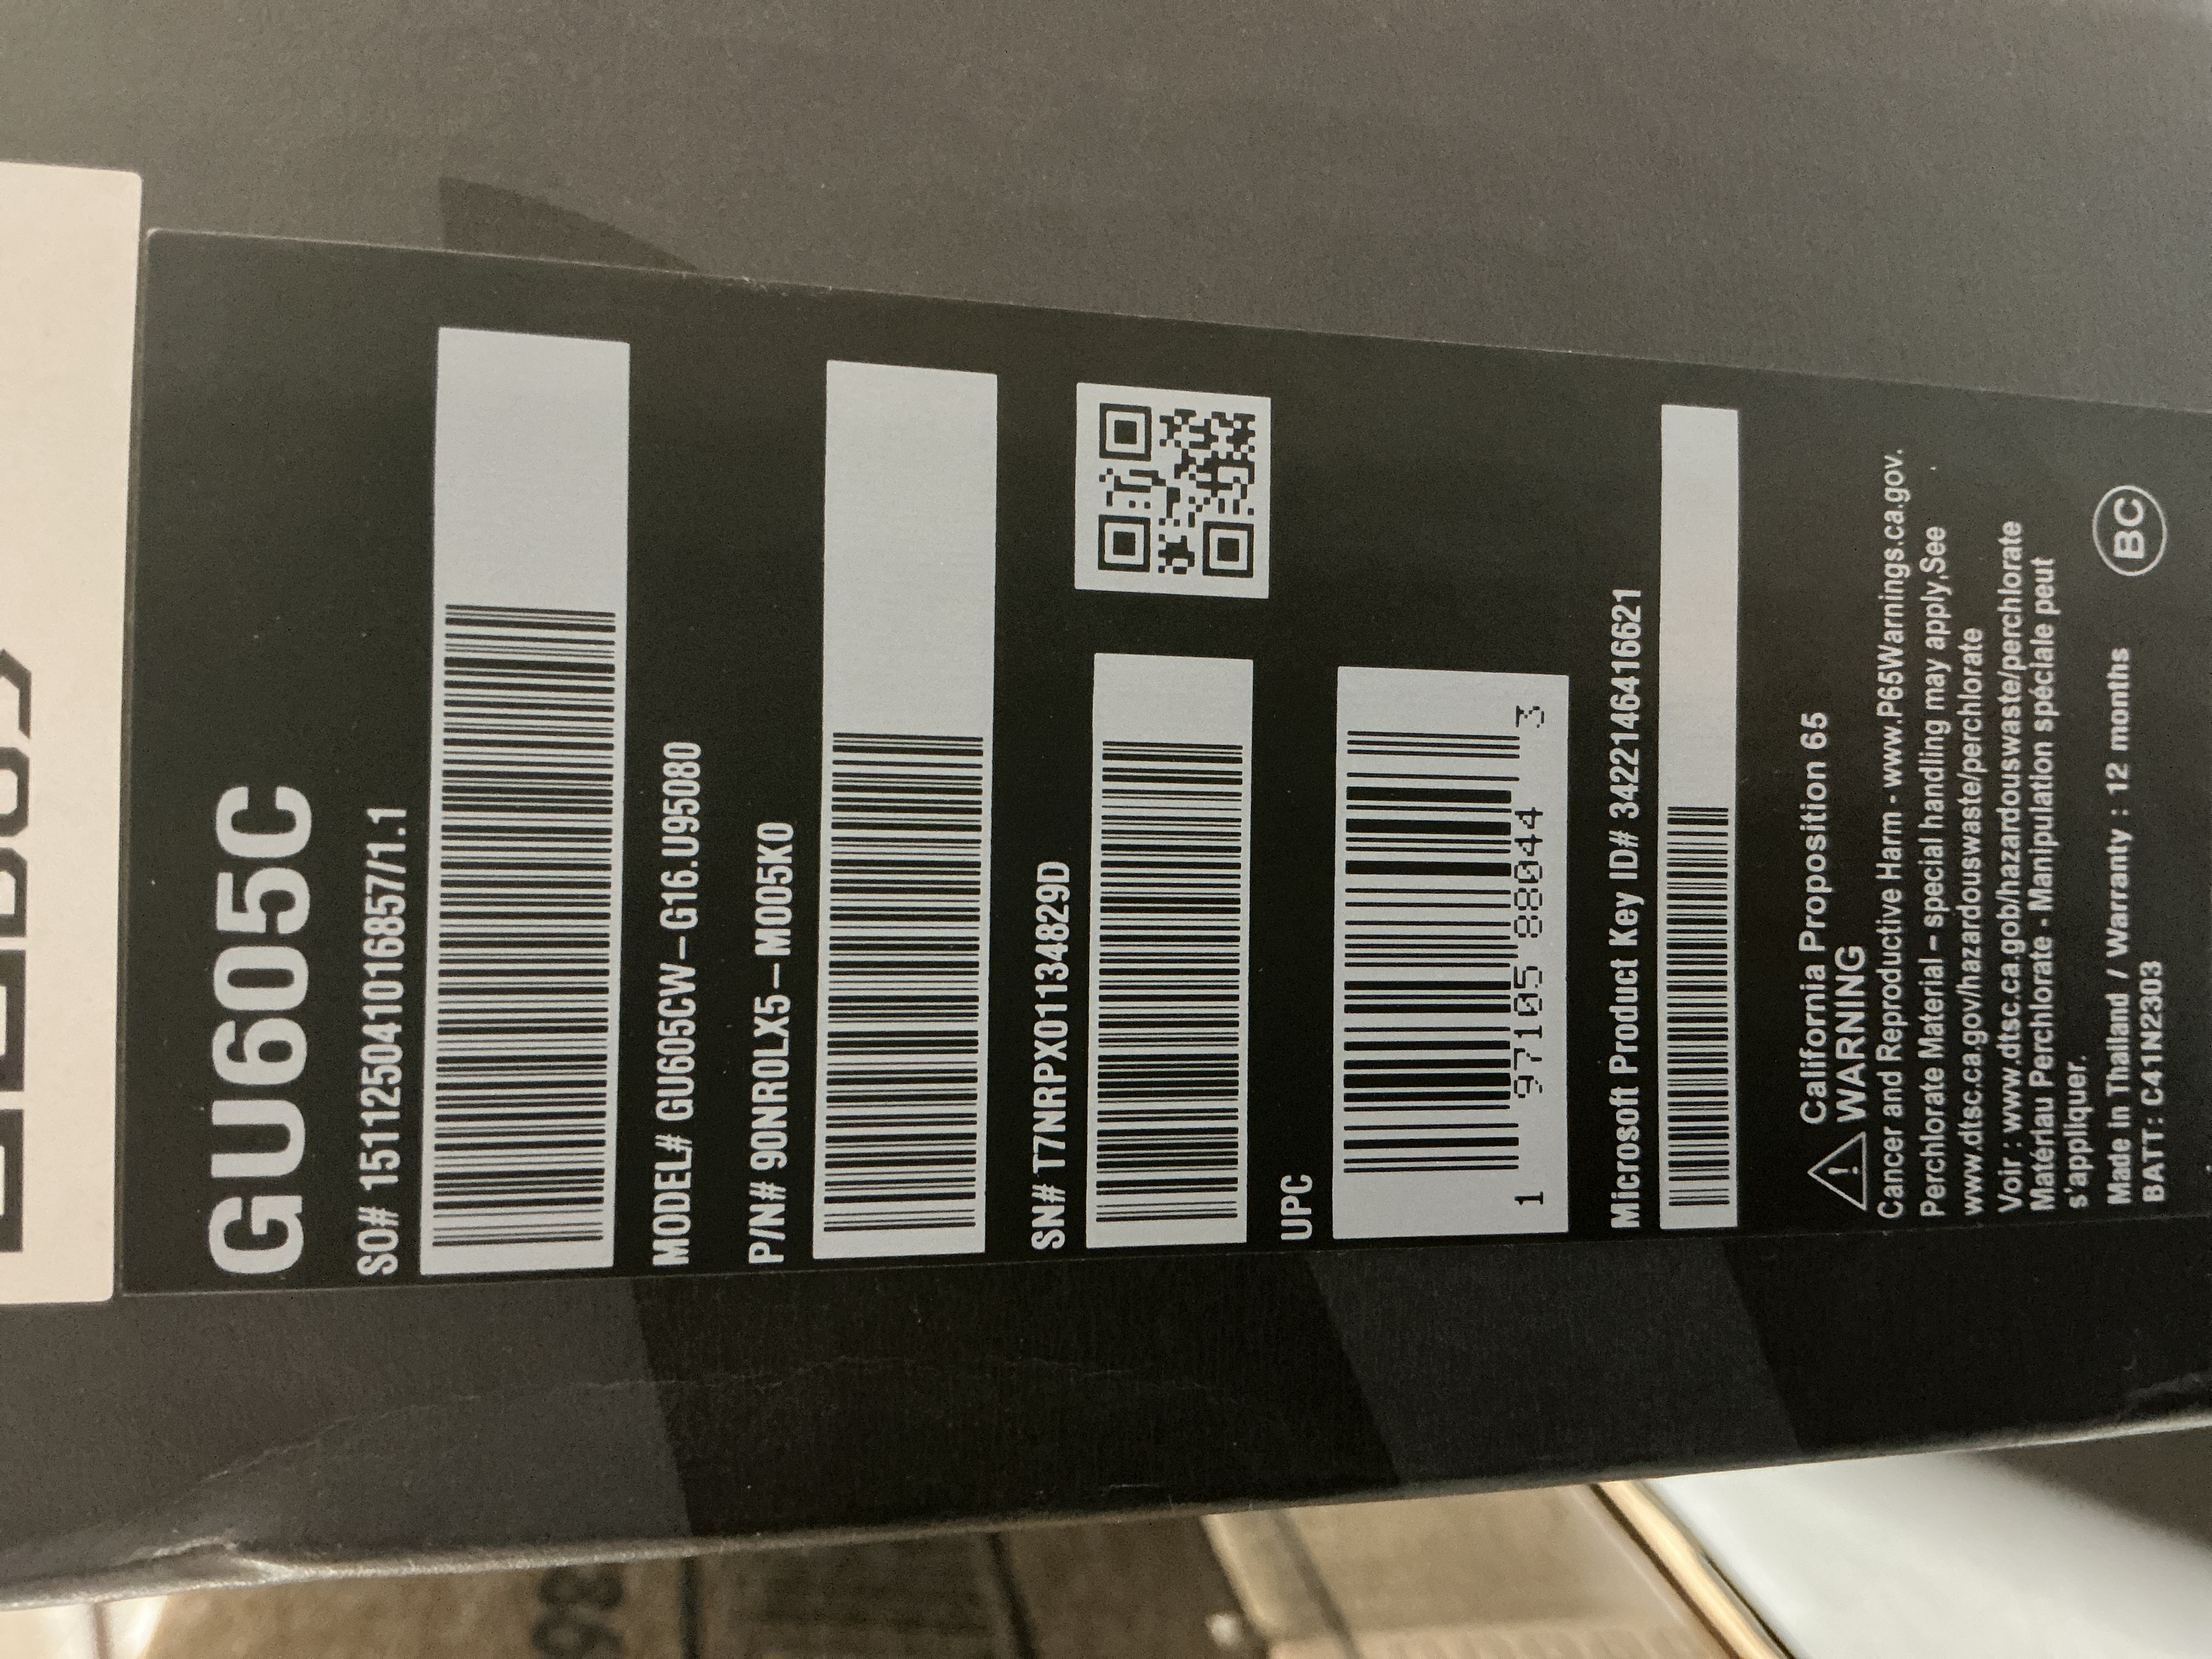 GU605C
SO# 151125041016857/1.1
MODEL# GU605CW-G16.U95080
P/N# 90NR0LX5-M005K0
SN# T7NRPX01134829D
UPC
1 97105 88044 3
Microsoft Product Key ID# 3422146416621
California Proposition 65
WARNING
Cancer and Reproductive Harm - www.P65Warnings.ca.gov.
Perchlorate Material - special handling may apply,See
www.dtsc.ca.gov/hazardouswaste/perchlorate
Voir : www.dtsc.ca.gob/hazardouswaste/perchlorate
Matériau Perchlorate - Manipulation spéciale peut
s'appliquer.
Made in Thailand / Warranty : 12 months
BATT: C41N2303
BC